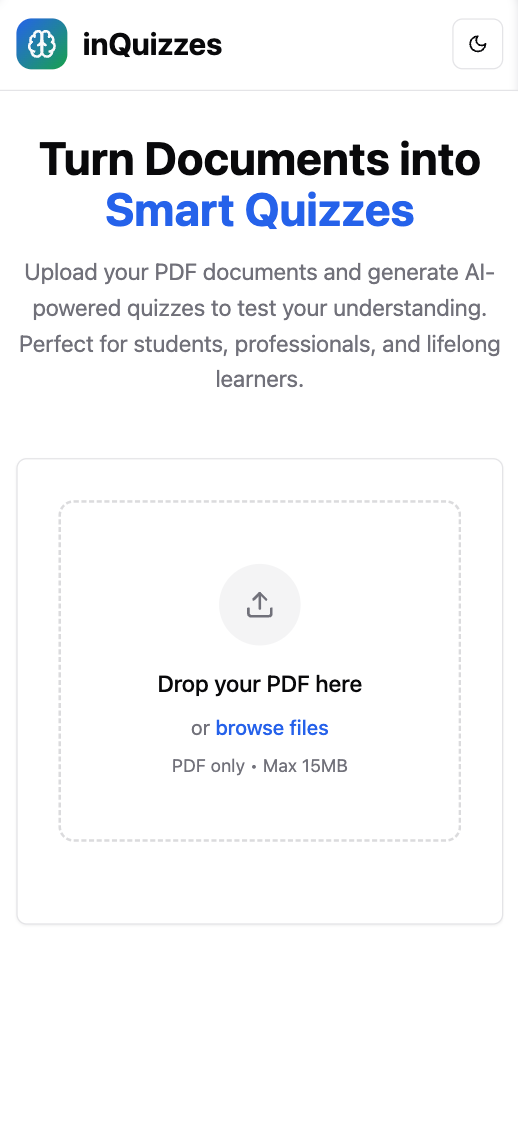 inQuizzes
Turn Documents into
Smart Quizzes
Upload your PDF documents and generate AI-
powered quizzes to test your understanding.
Perfect for students, professionals, and lifelong
learners.
Drop your PDF here
or browse files
PDF only • Max 15MB